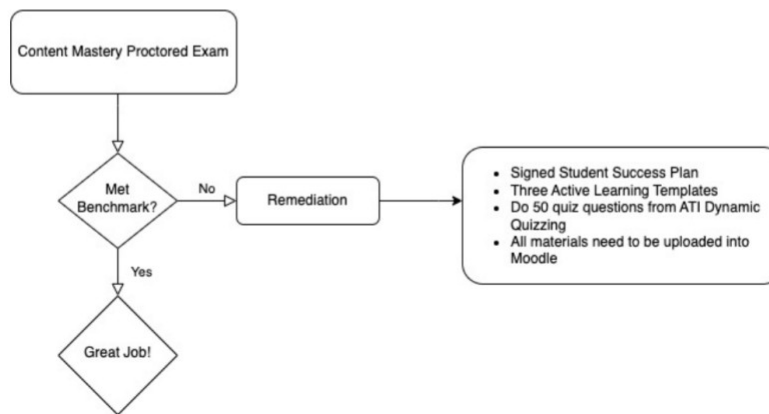 Content Mastery Proctored Exam
Met
Benchmark?
No
Remediation
• Signed Student Success Plan
• Three Active Learning Templates
• Do 50 quiz questions from ATI Dynamic
Quizzing
• All materials need to be uploaded into
Moodle
Yes
Great Job!